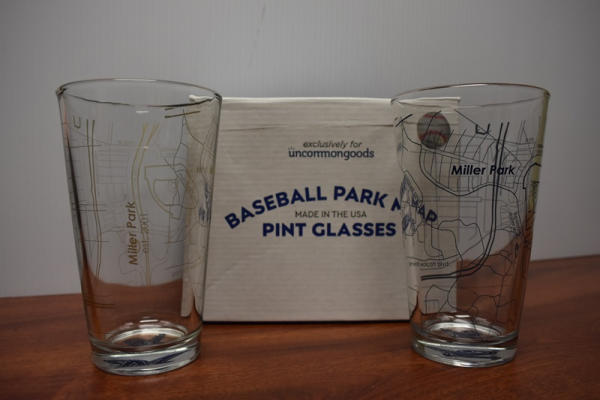 exclusively for
uncommongoods
BASEBALL PARK MAP
MADE IN THE USA
PINT GLASSES
Miller Park
est. 2001
Miller Park